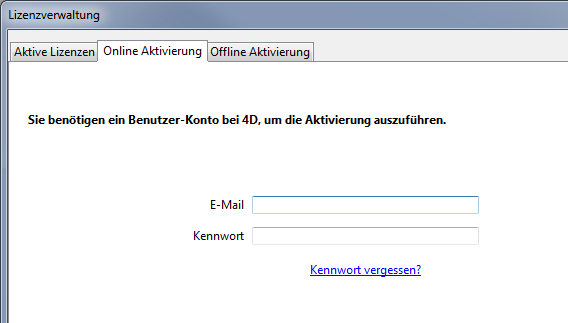 Lizenzverwaltung
Aktive Lizenzen Online Aktivierung Offline Aktivierung
Sie benötigen ein Benutzer-Konto bei 4D, um die Aktivierung auszuführen.
E-Mail
Kennwort
Kennwort vergessen?